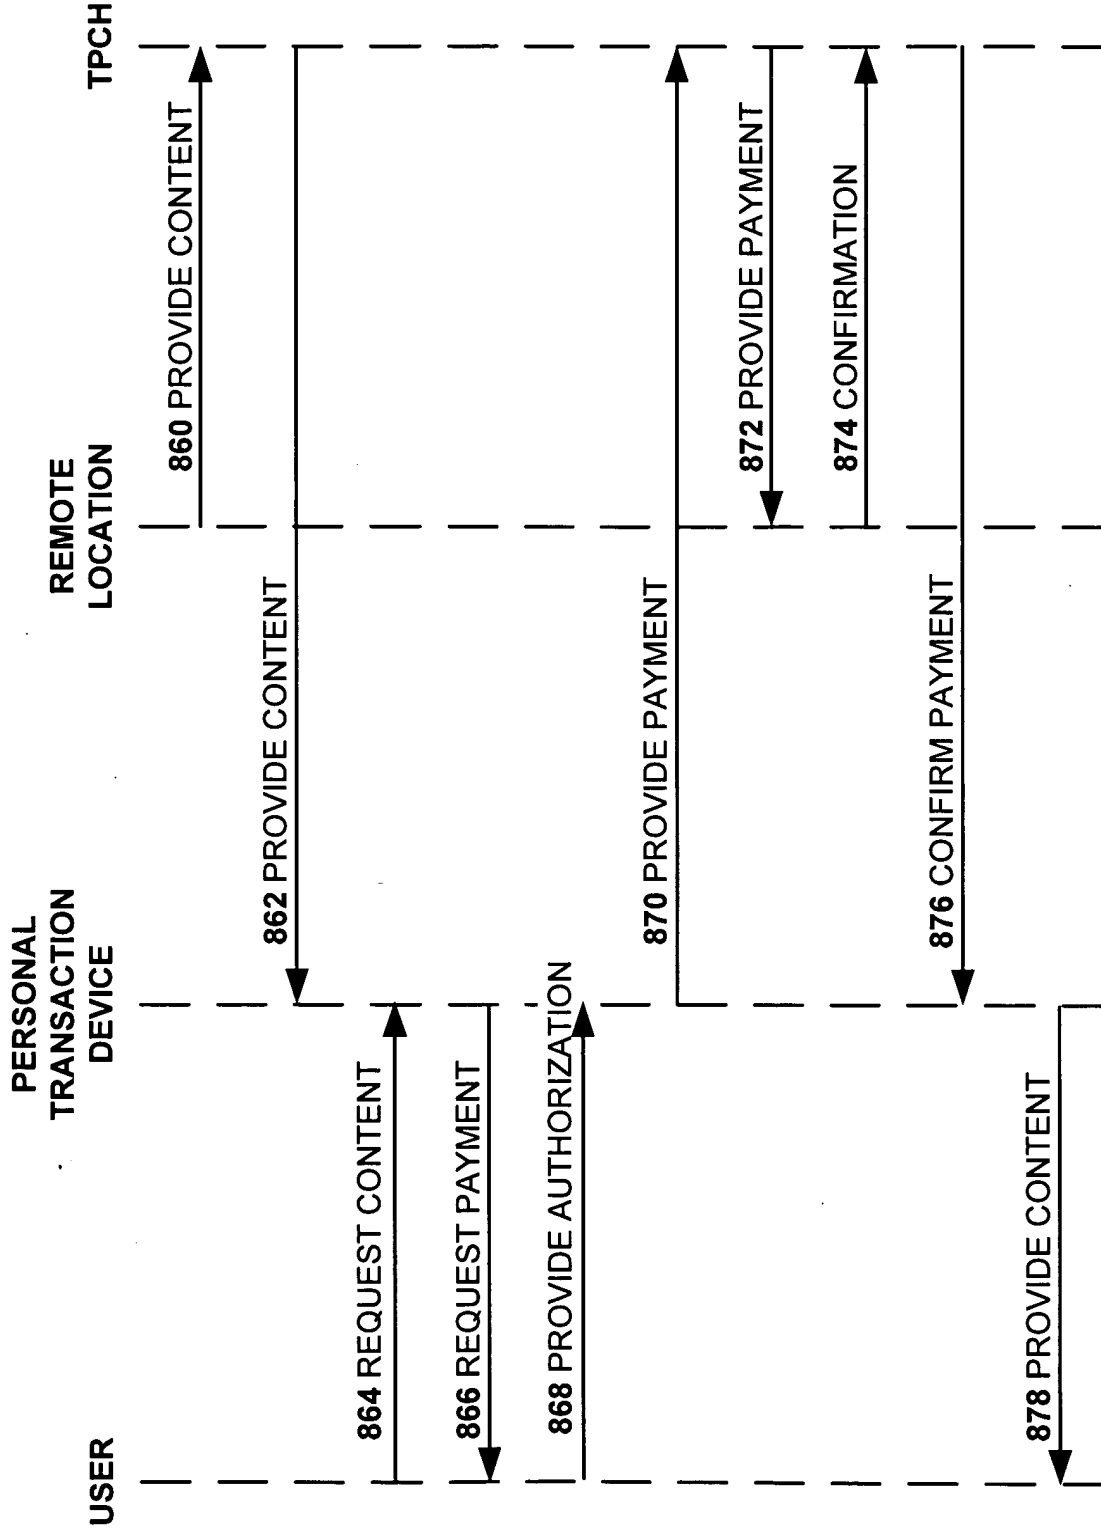 USER
PERSONAL
TRANSACTION
DEVICE
REMOTE
LOCATION
TPCH
860 PROVIDE CONTENT
862 PROVIDE CONTENT
864 REQUEST CONTENT
866 REQUEST PAYMENT
868 PROVIDE AUTHORIZATION
870 PROVIDE PAYMENT
872 PROVIDE PAYMENT
874 CONFIRMATION
876 CONFIRM PAYMENT
878 PROVIDE CONTENT